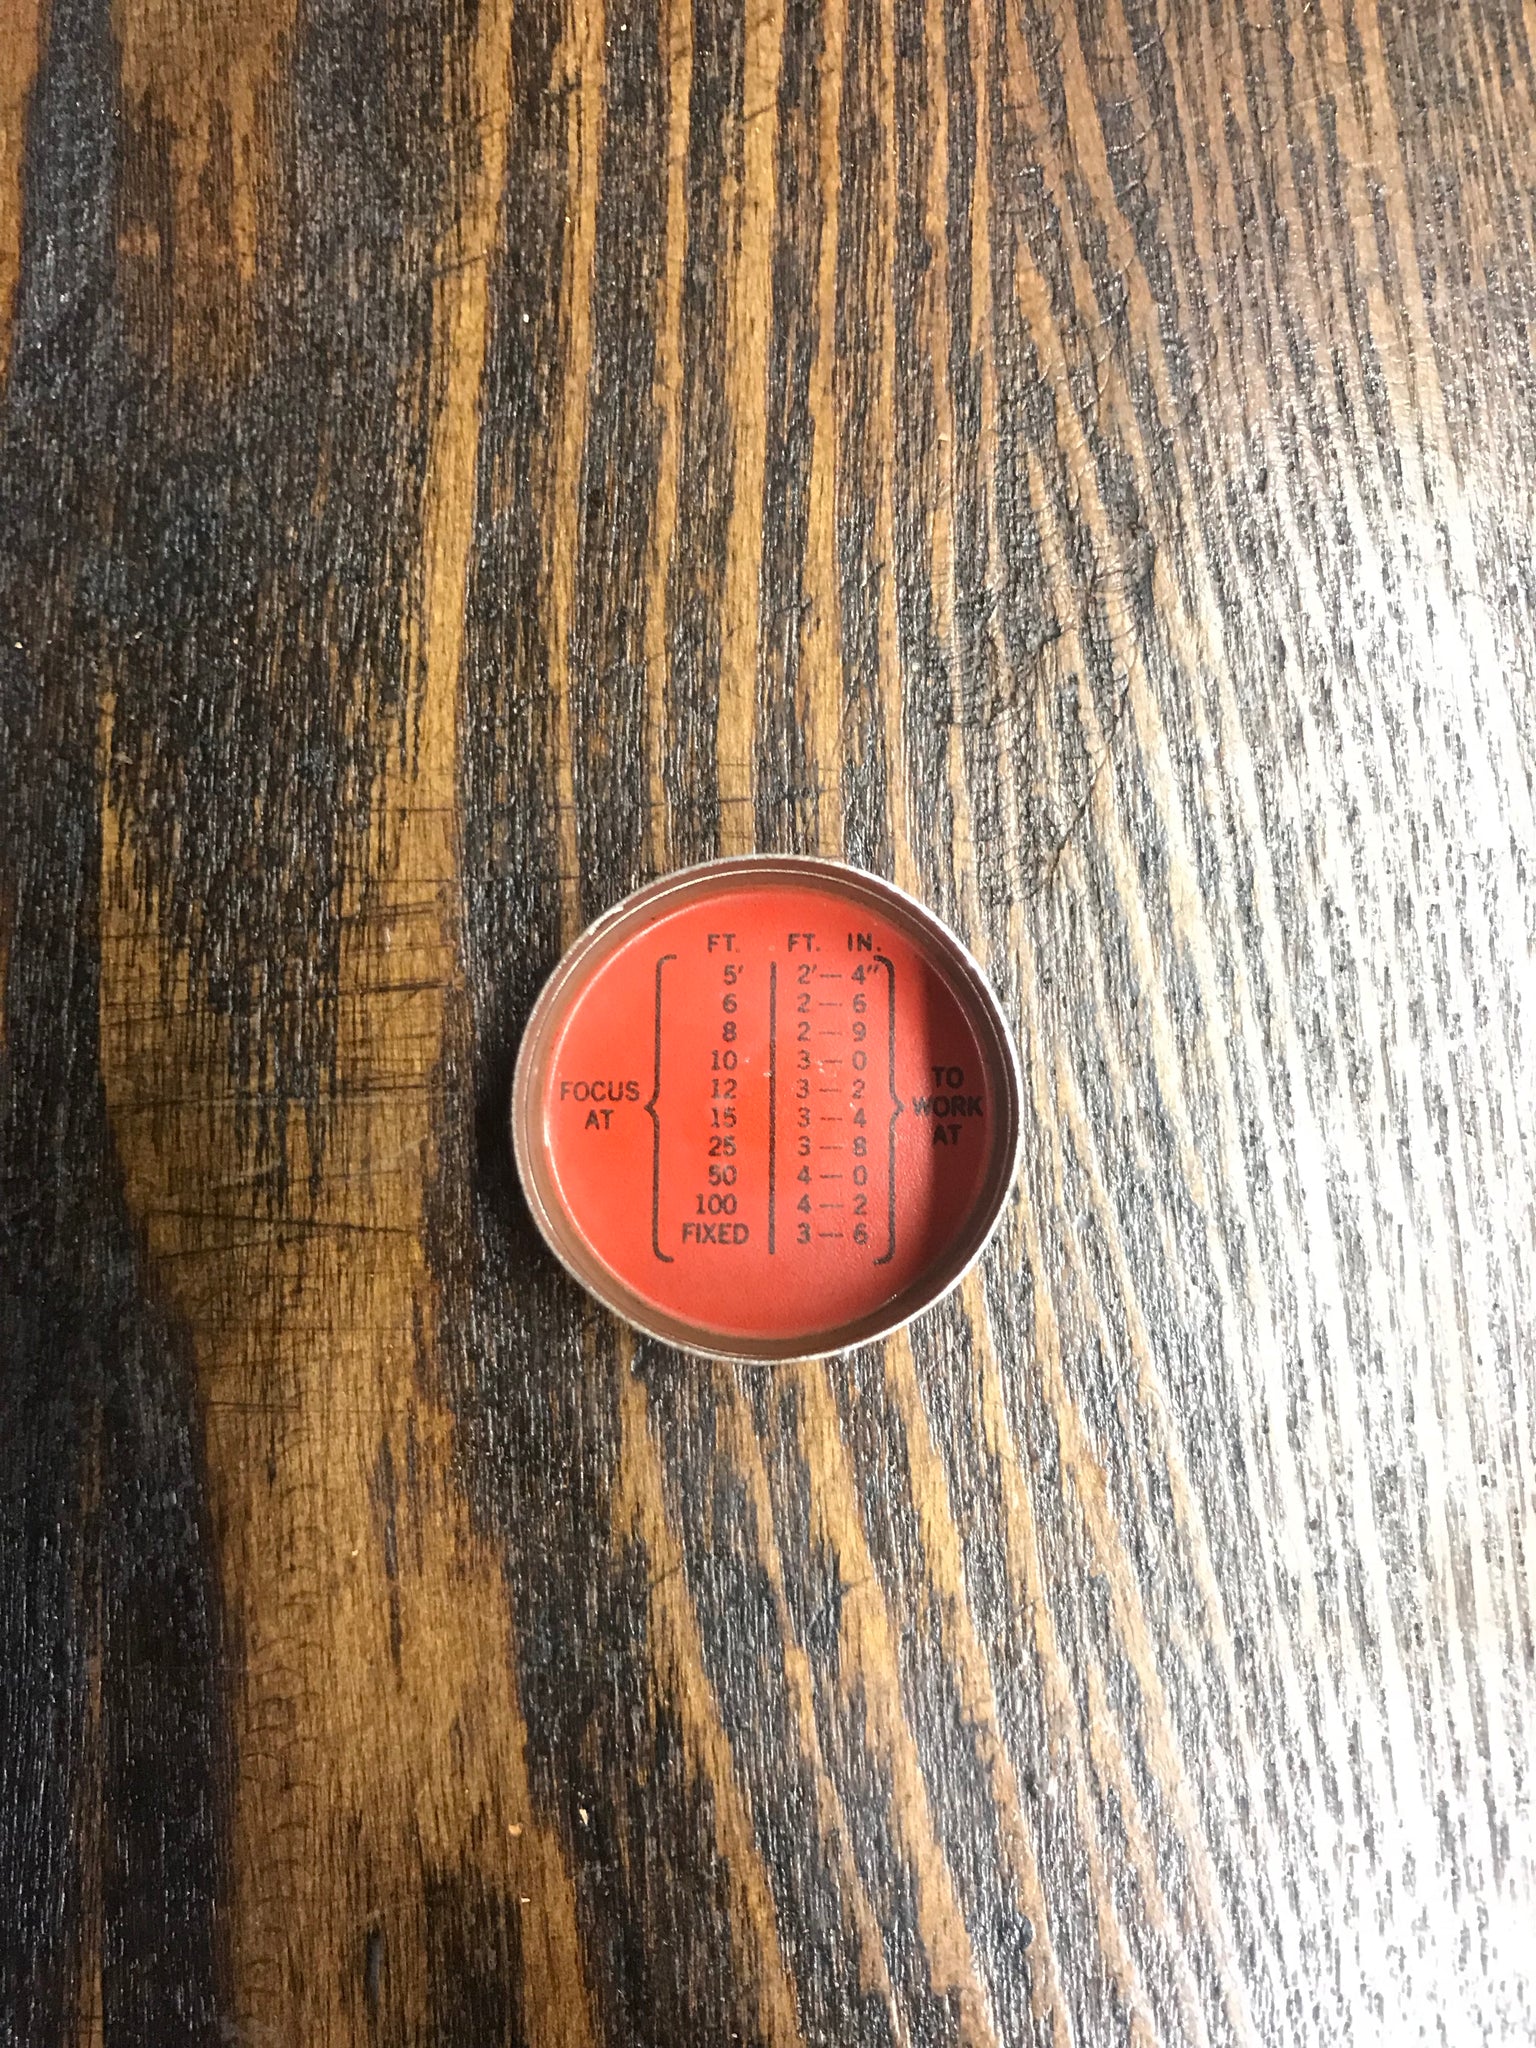 FT. FT. IN.
5' 2'—4"
6 2—6
8 2—9
10 3—0
12 3—2
15 3—4
25 3—8
50 4—0
100 4—2
FIXED 3—6
FOCUS
AT
TO
WORK
AT